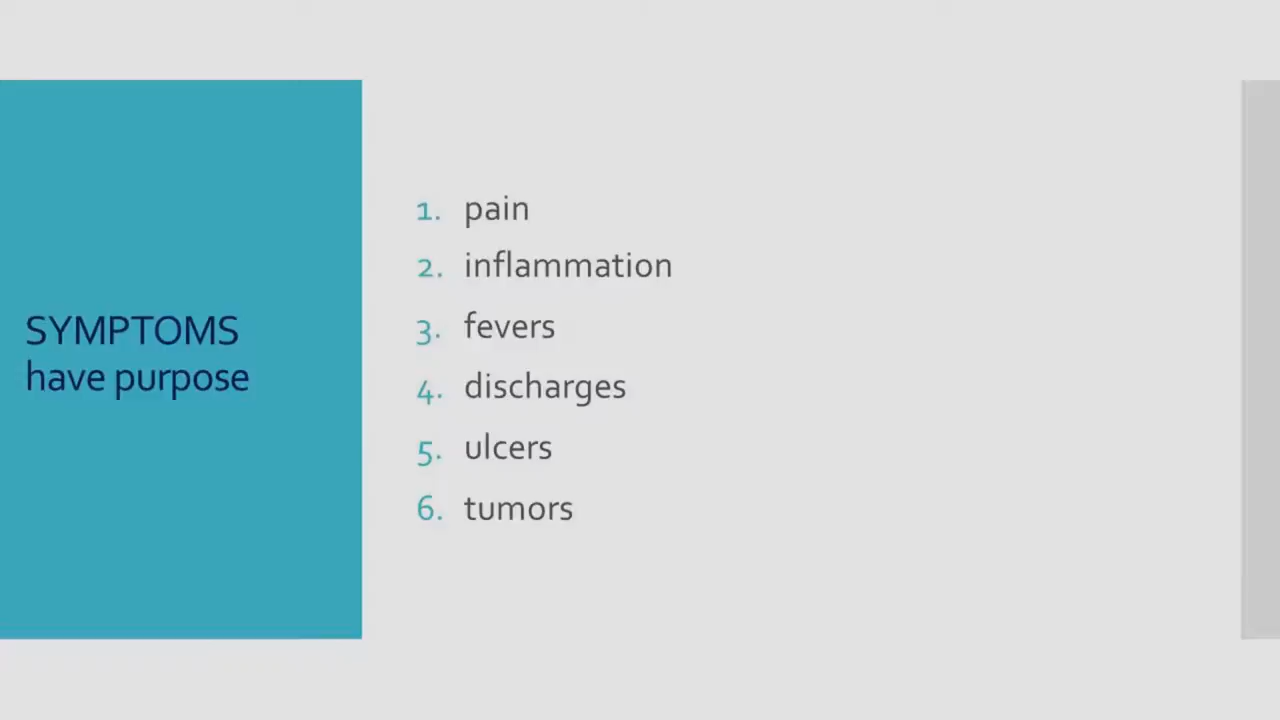 SYMPTOMS
have purpose
1. pain
2. inflammation
3. fevers
4. discharges
5. ulcers
6. tumors